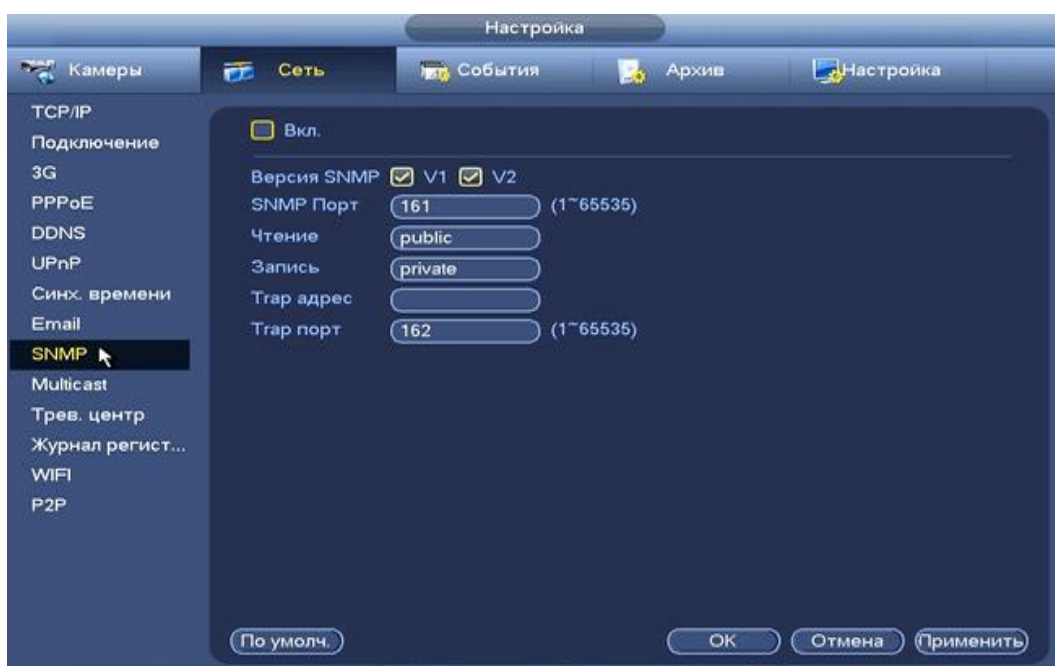 Настройка
Камеры Сеть События Архив Настройка
TCP/IP
Подключение
3G
PPPoE
DDNS
UPnP
Синх. времени
Email
SNMP
Multicast
Трев. центр
Журнал регист...
WIFI
P2P
Вкл.
Версия SNMP V1 V2
SNMP Порт 161 (1~65535)
Чтение public
Запись private
Trap адрес
Trap порт 162 (1~65535)
По умолч. OK Отмена Применить